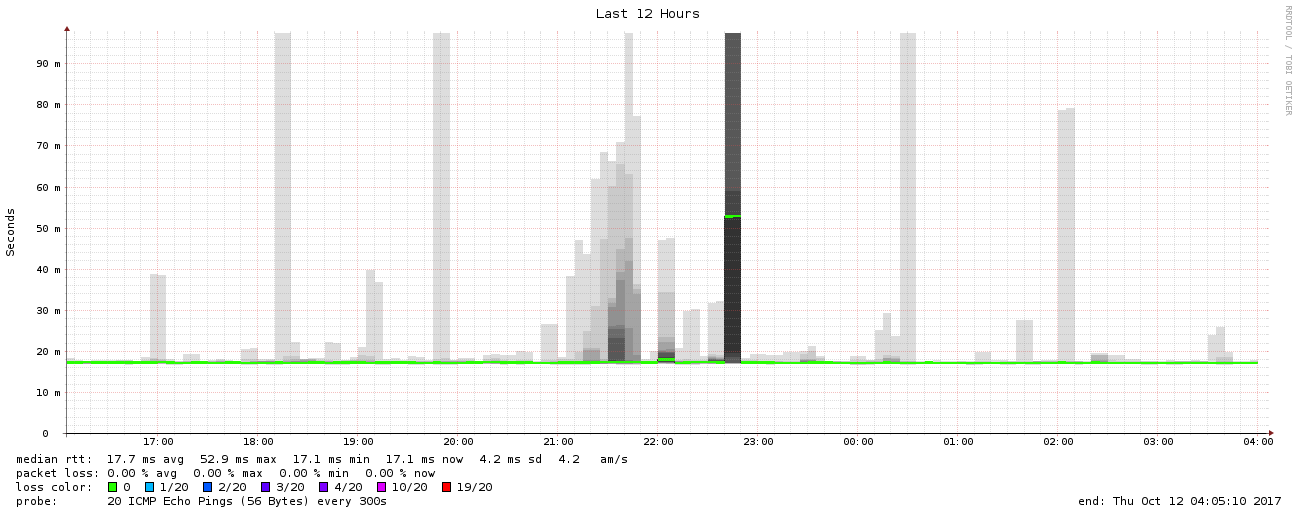 Last 12 Hours
RRDTOOL / TOBI OETIKER
Seconds
90 m
80 m
70 m
60 m
50 m
40 m
30 m
20 m
10 m
0
17:00 18:00 19:00 20:00 21:00 22:00 23:00 00:00 01:00 02:00 03:00 04:00
median rtt: 17.7 ms avg 52.9 ms max 17.1 ms min 17.1 ms now 4.2 ms sd 4.2 am/s
packet loss: 0.00 % avg 0.00 % max 0.00 % min 0.00 % now
loss color: 0 1/20 2/20 3/20 4/20 10/20 19/20
probe: 20 ICMP Echo Pings (56 Bytes) every 300s end: Thu Oct 12 04:05:10 2017